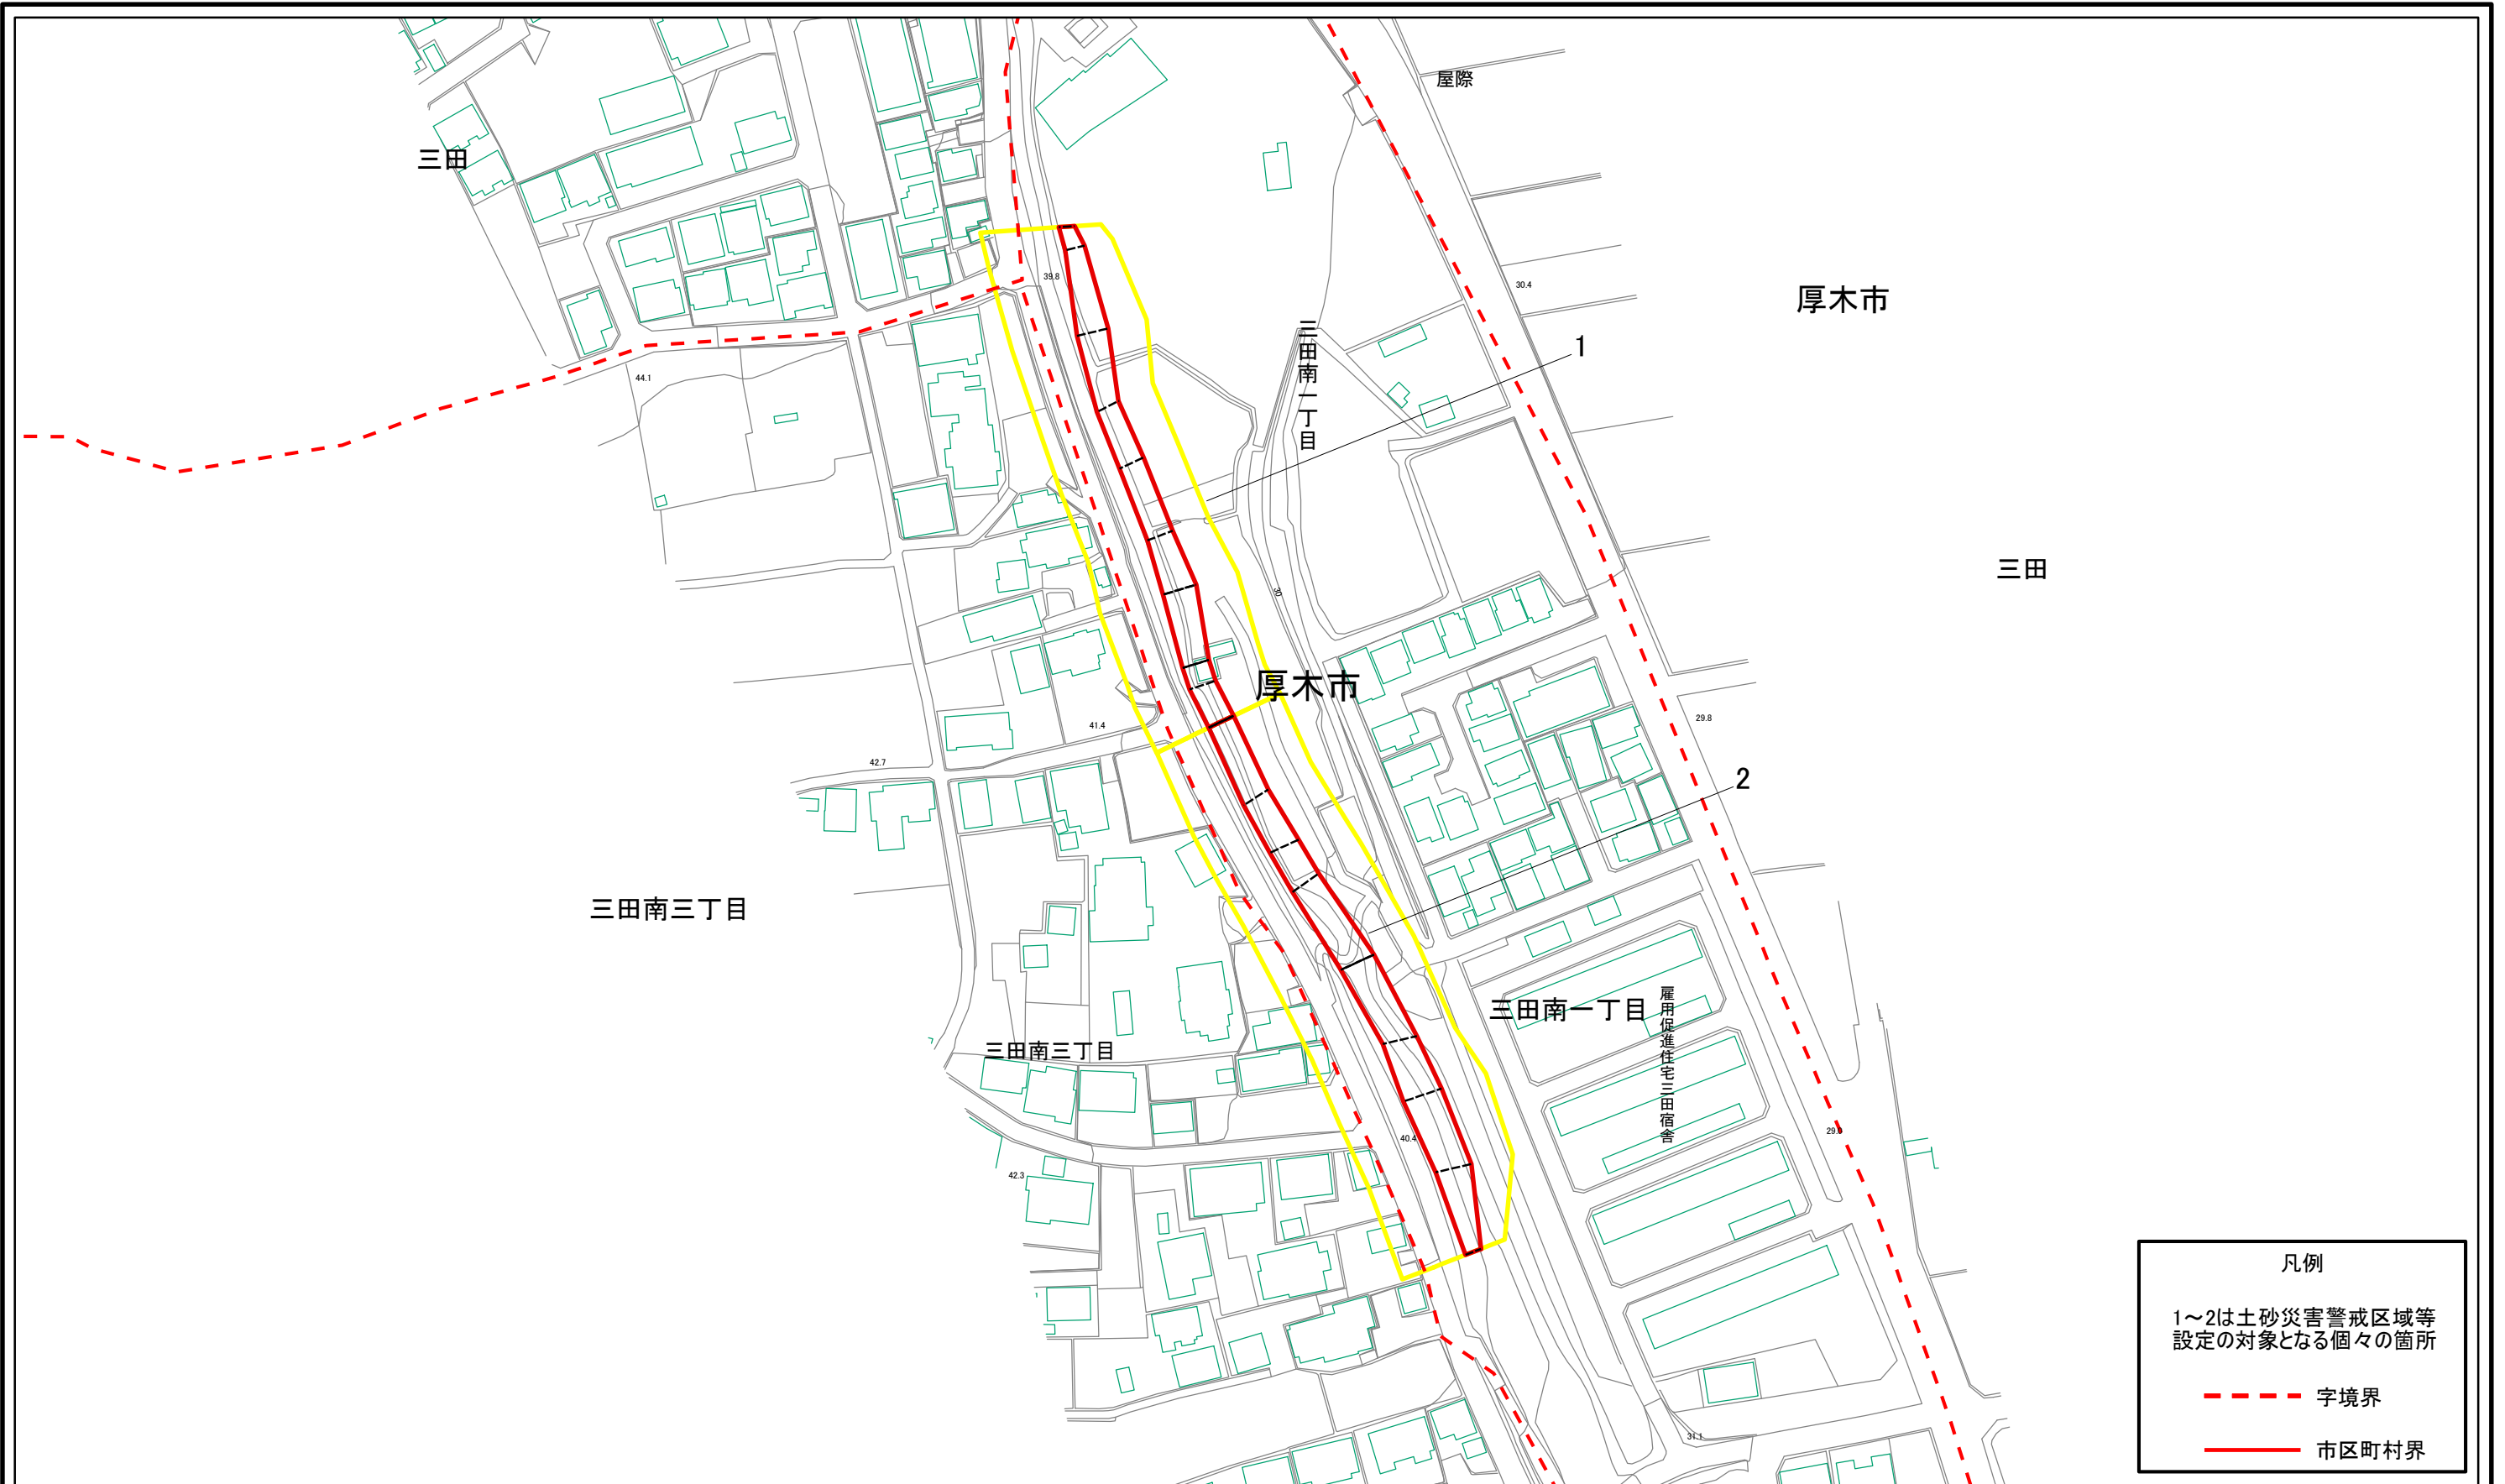 屋際
三田
39.8
30.4
厚木市
三田南一丁目
1
44.1
三田
30
厚木市
29.8
41.4
42.7
2
三田南三丁目
三田南一丁目
雇用促進住宅三田宿舎
三田南三丁目
40.4
29.9
42.3
31.1
凡例
1～2は土砂災害警戒区域等
設定の対象となる個々の箇所
字境界
市区町村界